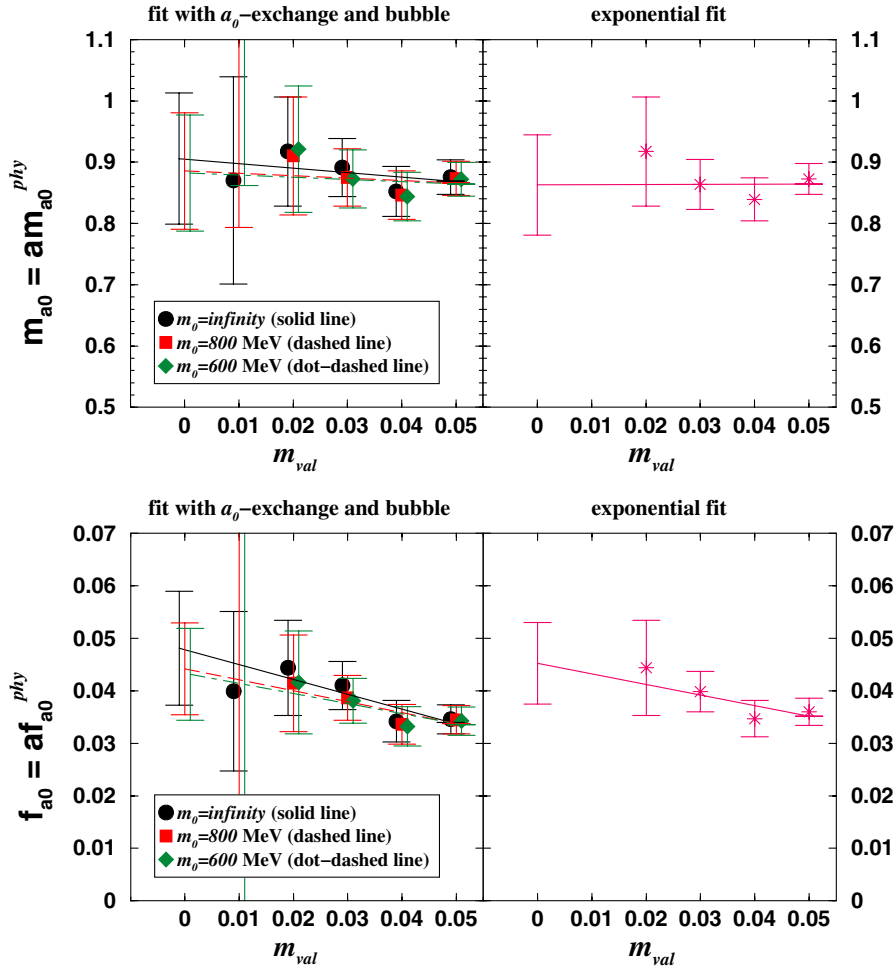 fit with a₀−exchange and bubble
exponential fit
1.1 1 0.9 0.8 0.7 0.6 0.5
m_a0 = am_a0^phy
m₀=infinity (solid line)
m₀=800 MeV (dashed line)
m₀=600 MeV (dot−dashed line)
1.1 1 0.9 0.8 0.7 0.6 0.5
0 0.01 0.02 0.03 0.04 0.05 0 0.01 0.02 0.03 0.04 0.05
m_val m_val
fit with a₀−exchange and bubble
exponential fit
0.07 0.06 0.05 0.04 0.03 0.02 0.01 0
f_a0 = af_a0^phy
m₀=infinity (solid line)
m₀=800 MeV (dashed line)
m₀=600 MeV (dot−dashed line)
0.07 0.06 0.05 0.04 0.03 0.02 0.01 0
0 0.01 0.02 0.03 0.04 0.05 0 0.01 0.02 0.03 0.04 0.05
m_val m_val